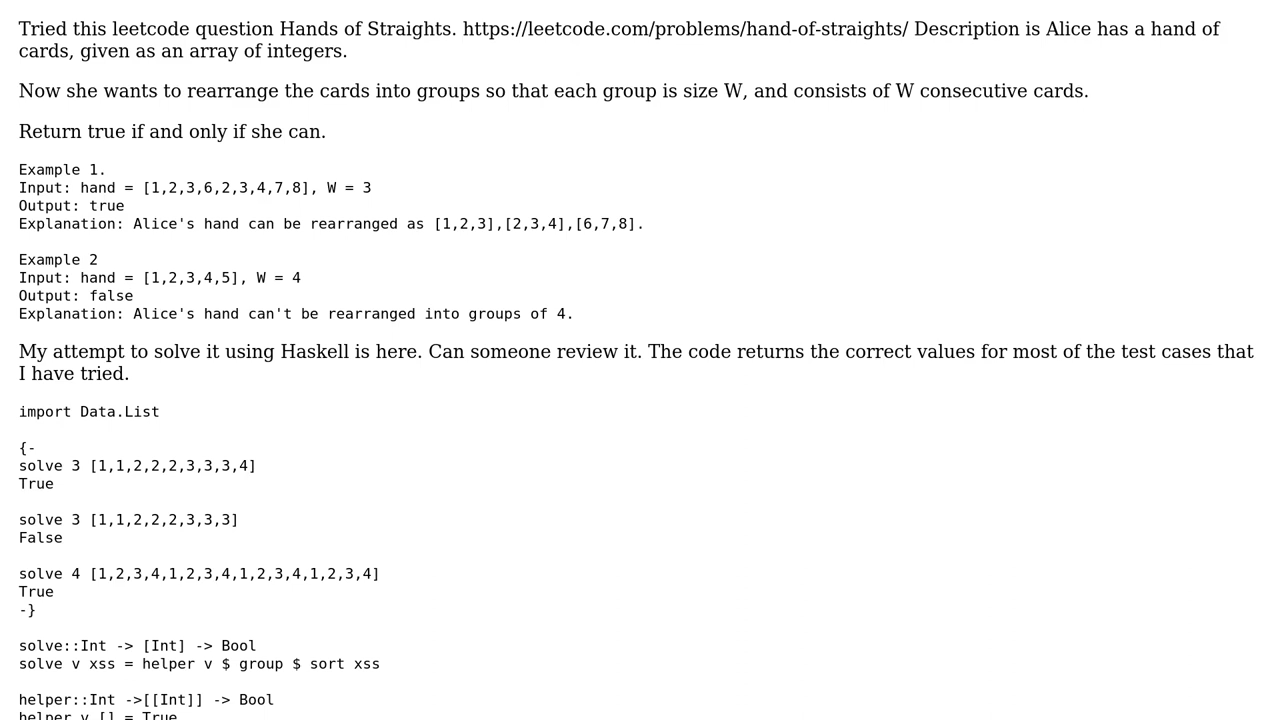 Tried this leetcode question Hands of Straights. https://leetcode.com/problems/hand-of-straights/ Description is Alice has a hand of
cards, given as an array of integers.
Now she wants to rearrange the cards into groups so that each group is size W, and consists of W consecutive cards.
Return true if and only if she can.
Example 1.
Input: hand = [1,2,3,6,2,3,4,7,8], W = 3
Output: true
Explanation: Alice's hand can be rearranged as [1,2,3],[2,3,4],[6,7,8].
Example 2
Input: hand = [1,2,3,4,5], W = 4
Output: false
Explanation: Alice's hand can't be rearranged into groups of 4.
My attempt to solve it using Haskell is here. Can someone review it. The code returns the correct values for most of the test cases that
I have tried.
import Data.List
{-
solve 3 [1,1,2,2,2,3,3,3,4]
True
solve 3 [1,1,2,2,2,3,3,3]
False
solve 4 [1,2,3,4,1,2,3,4,1,2,3,4,1,2,3,4]
True
-}
solve::Int -> [Int] -> Bool
solve v xss = helper v $ group $ sort xss
helper::Int ->[[Int]] -> Bool
helper v [] = True